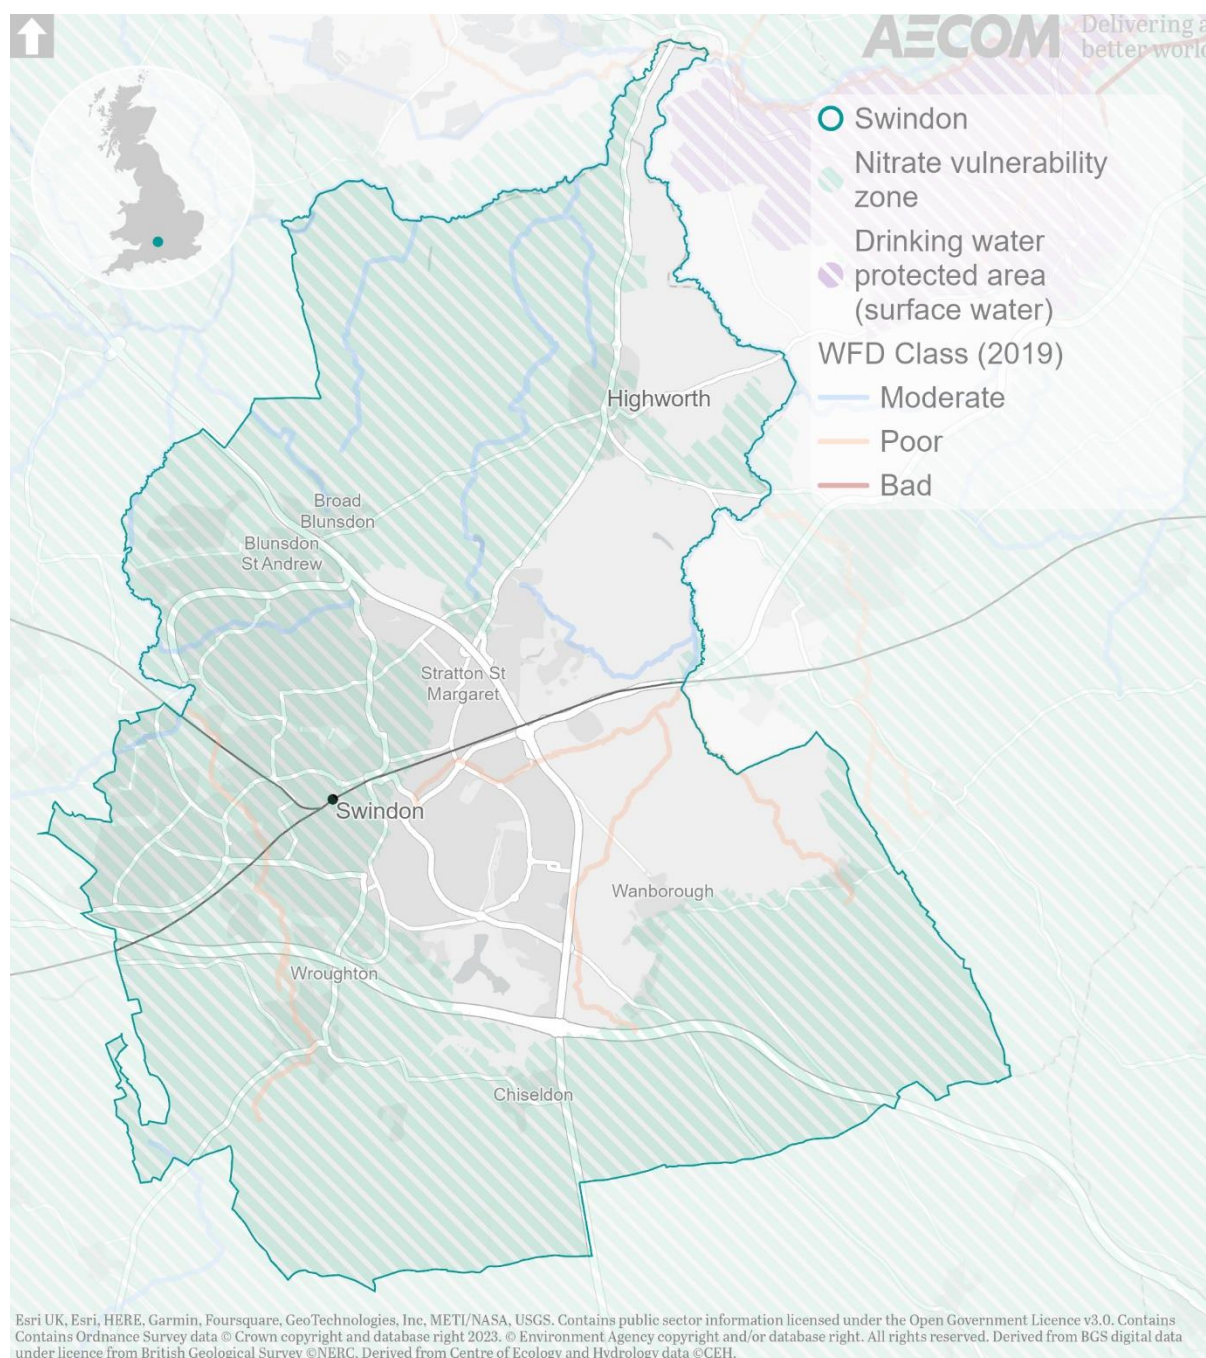 AECOM
Delivering a
better world
Swindon
Nitrate vulnerability
zone
Drinking water
protected area
(surface water)
WFD Class (2019)
Moderate
Poor
Bad
Highworth
Broad
Blunsdon
Blunsdon
St Andrew
Stratton St
Margaret
Swindon
Wanborough
Wroughton
Chiseldon
Esri UK, Esri, HERE, Garmin, Foursquare, GeoTechnologies, Inc, METI/NASA, USGS. Contains public sector information licensed under the Open Government Licence v3.0. Contains
Contains Ordnance Survey data © Crown copyright and database right 2023. © Environment Agency copyright and/or database right. All rights reserved. Derived from BGS digital data
under licence from British Geological Survey ©NERC. Derived from Centre of Ecology and Hydrology data ©CEH.